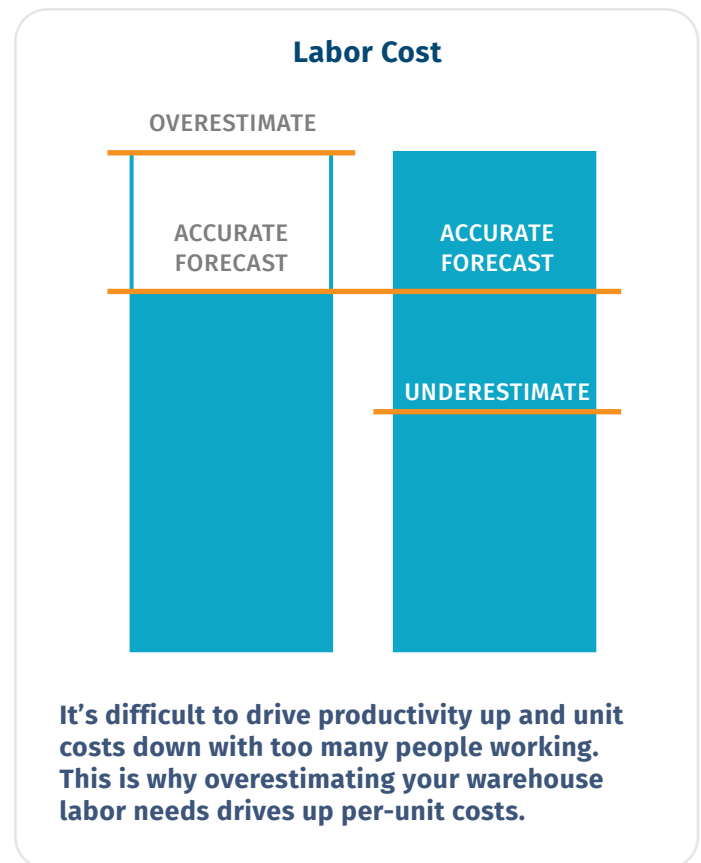 Labor Cost
OVERESTIMATE
ACCURATE
FORECAST
ACCURATE
FORECAST
UNDERESTIMATE
It’s difficult to drive productivity up and unit
costs down with too many people working.
This is why overestimating your warehouse
labor needs drives up per-unit costs.